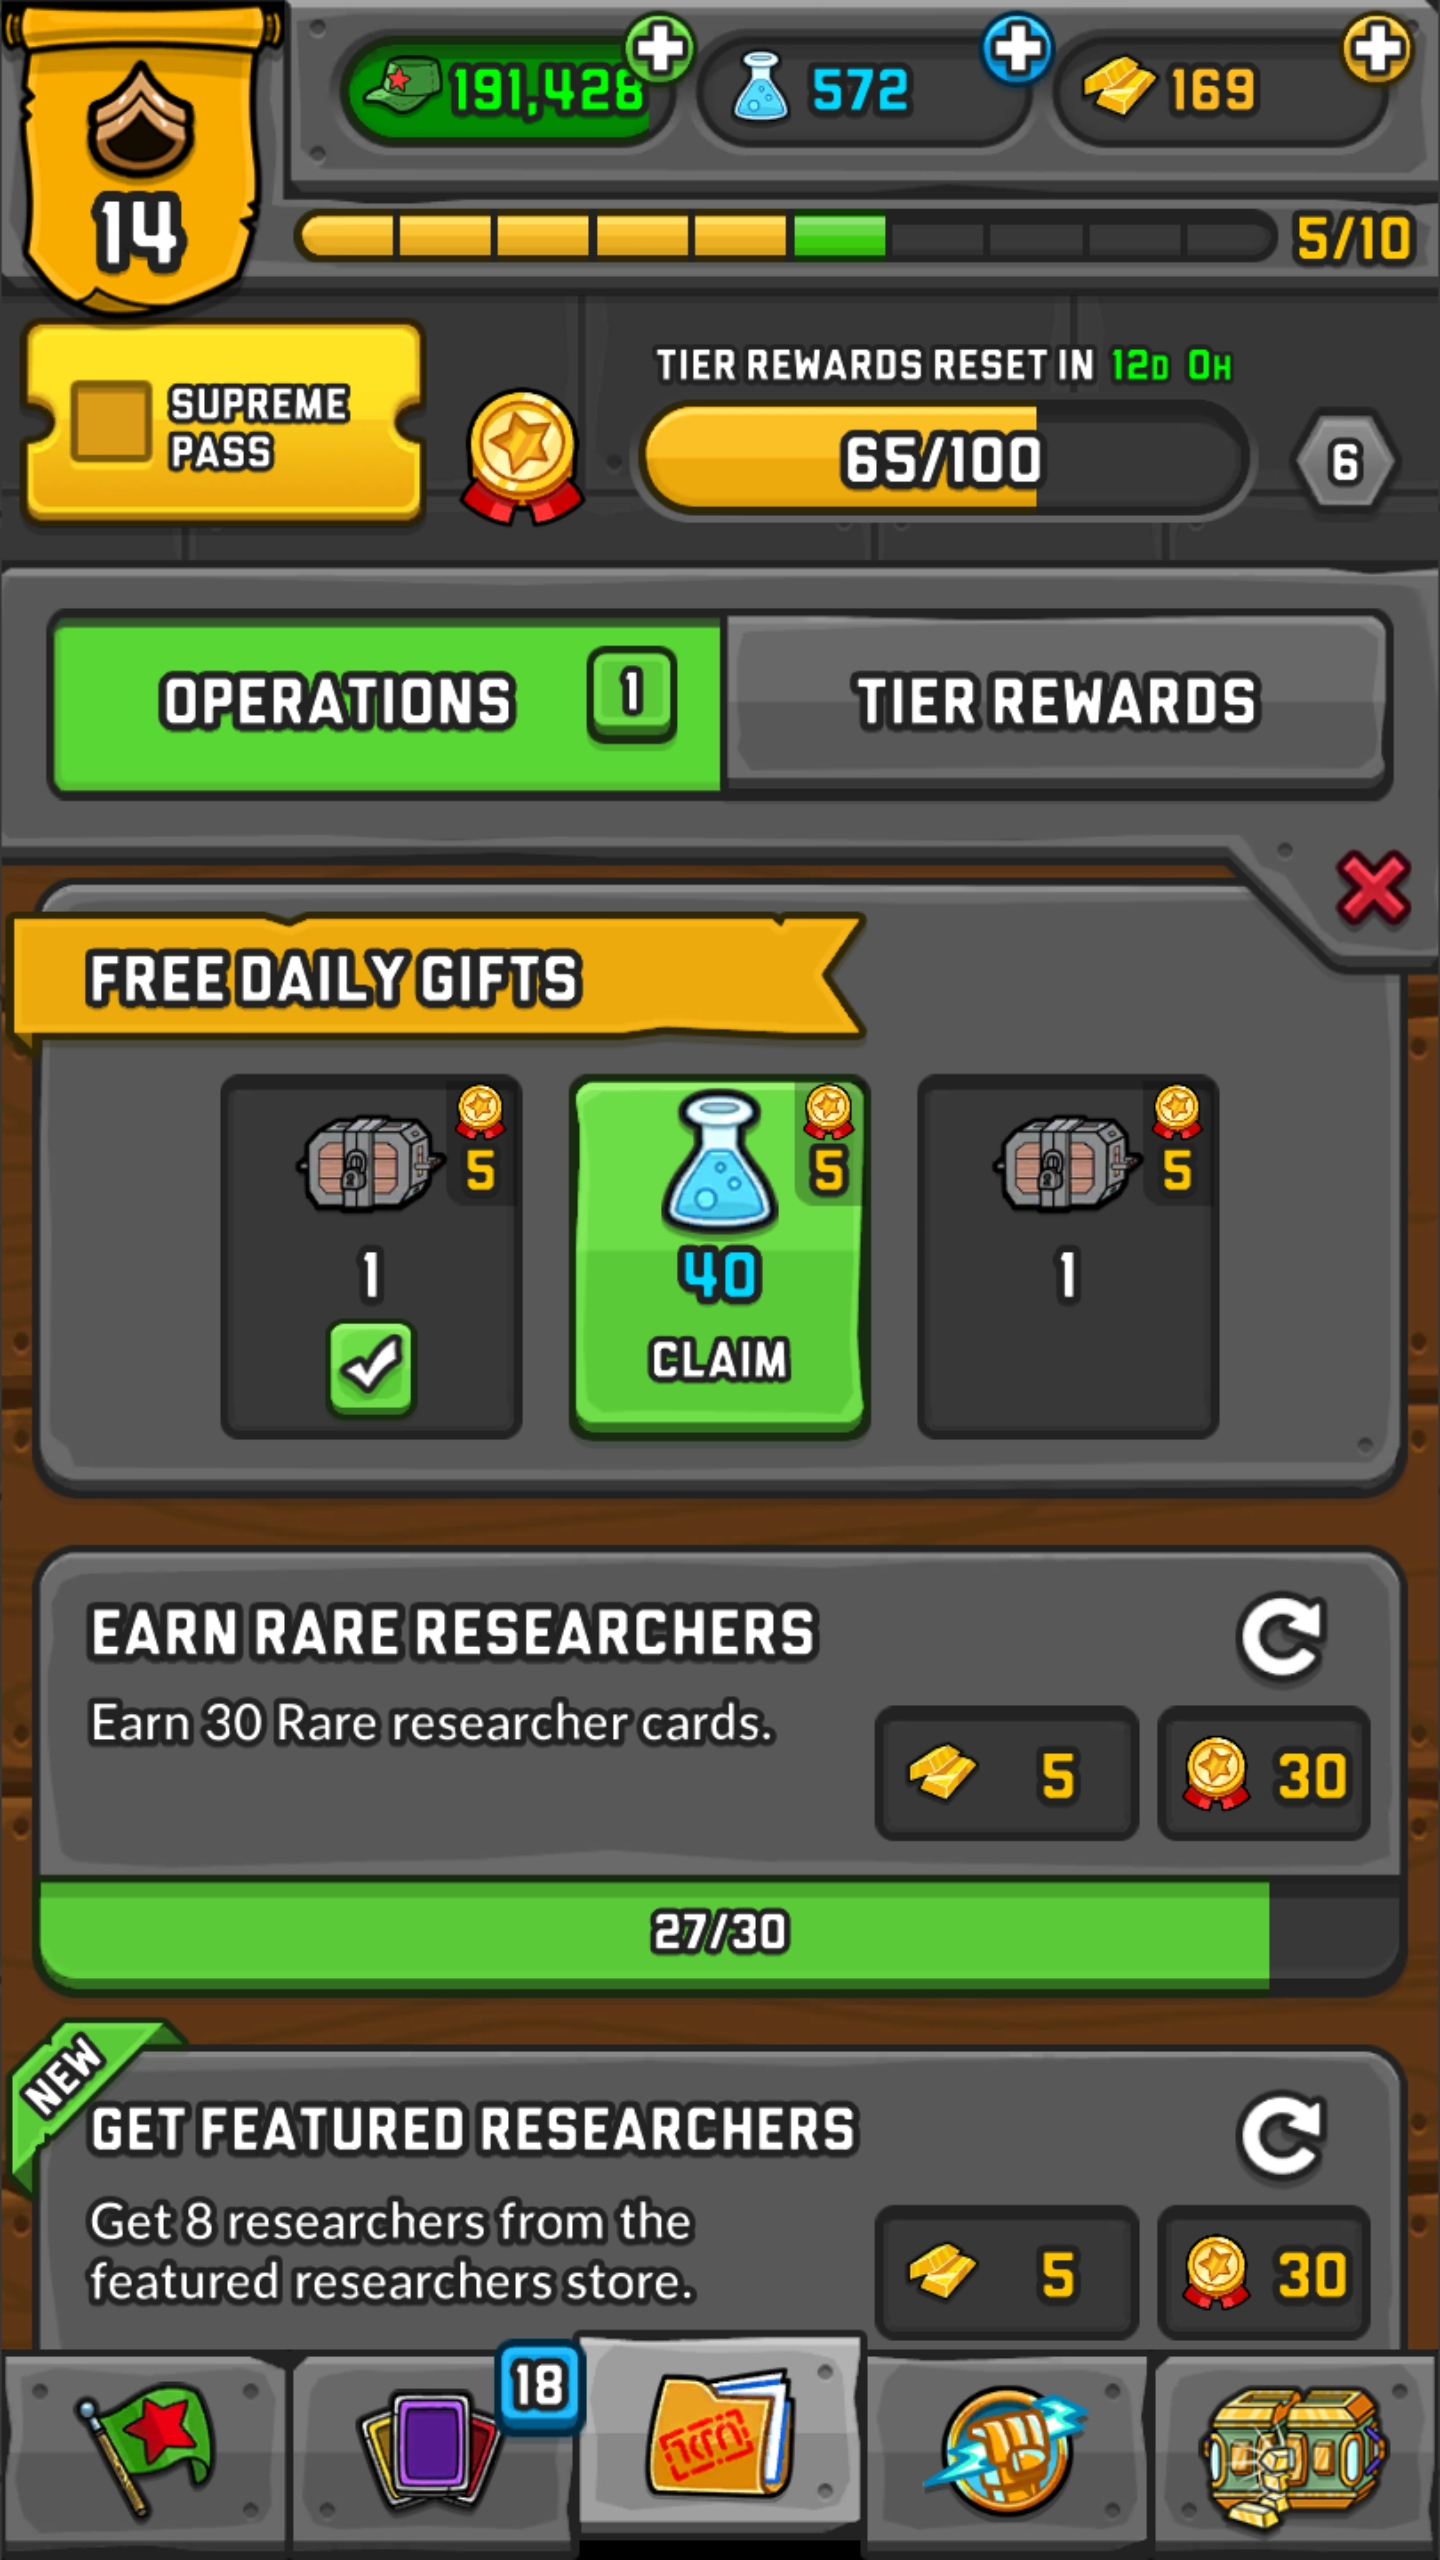 191,428
572
169
14
5/10
SUPREME
PASS
TIER REWARDS RESET IN 12D 0H
65/100
6
OPERATIONS
1
TIER REWARDS
FREE DAILY GIFTS
5
5
5
1
40
1
CLAIM
EARN RARE RESEARCHERS
Earn 30 Rare researcher cards.
5
30
27/30
NEW
GET FEATURED RESEARCHERS
Get 8 researchers from the
featured researchers store.
5
30
18